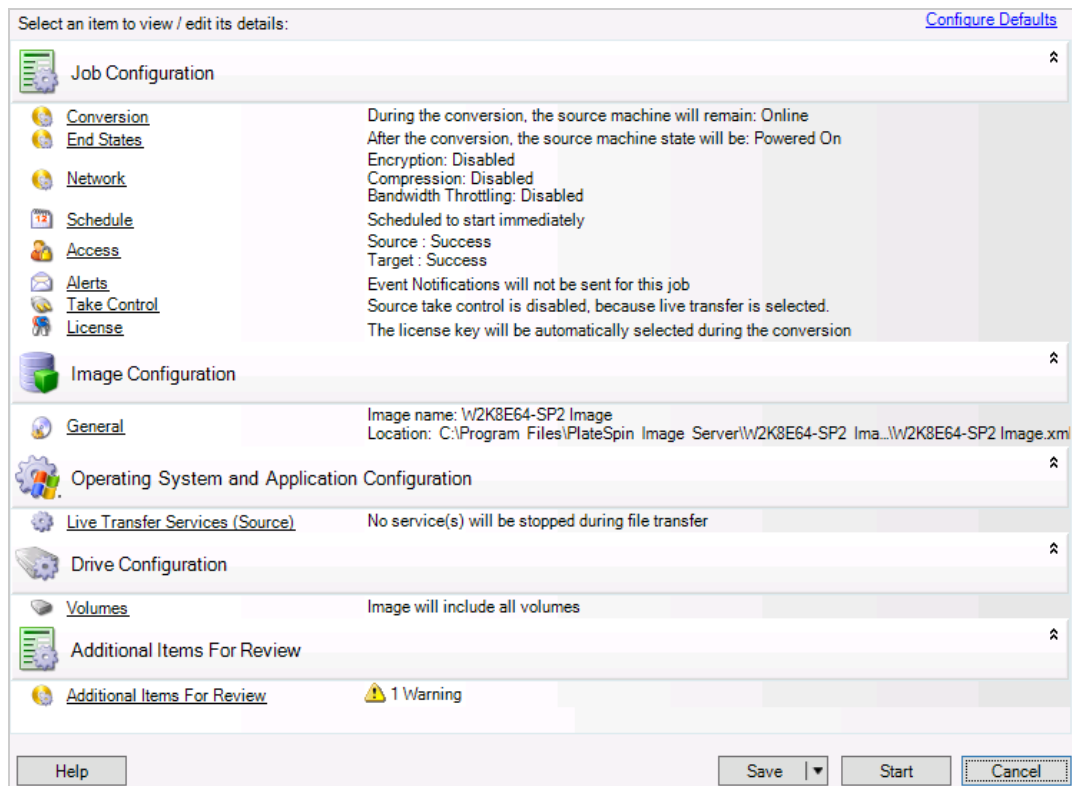 Select an item to view / edit its details:
Configure Defaults
Job Configuration
Conversion During the conversion, the source machine will remain: Online
End States After the conversion, the source machine state will be: Powered On
Network Encryption: Disabled
Compression: Disabled
Bandwidth Throttling: Disabled
12
Schedule Scheduled to start immediately
Access Source : Success
Target : Success
Alerts Event Notifications will not be sent for this job
Take Control Source take control is disabled, because live transfer is selected.
License The license key will be automatically selected during the conversion
Image Configuration
General Image name: W2K8E64-SP2 Image
Location: C:\Program Files\PlateSpin Image Server\W2K8E64-SP2 Ima...\W2K8E64-SP2 Image.xml
Operating System and Application Configuration
Live Transfer Services (Source) No service(s) will be stopped during file transfer
Drive Configuration
Volumes Image will include all volumes
Additional Items For Review
Additional Items For Review 1 Warning
Help Save Start Cancel